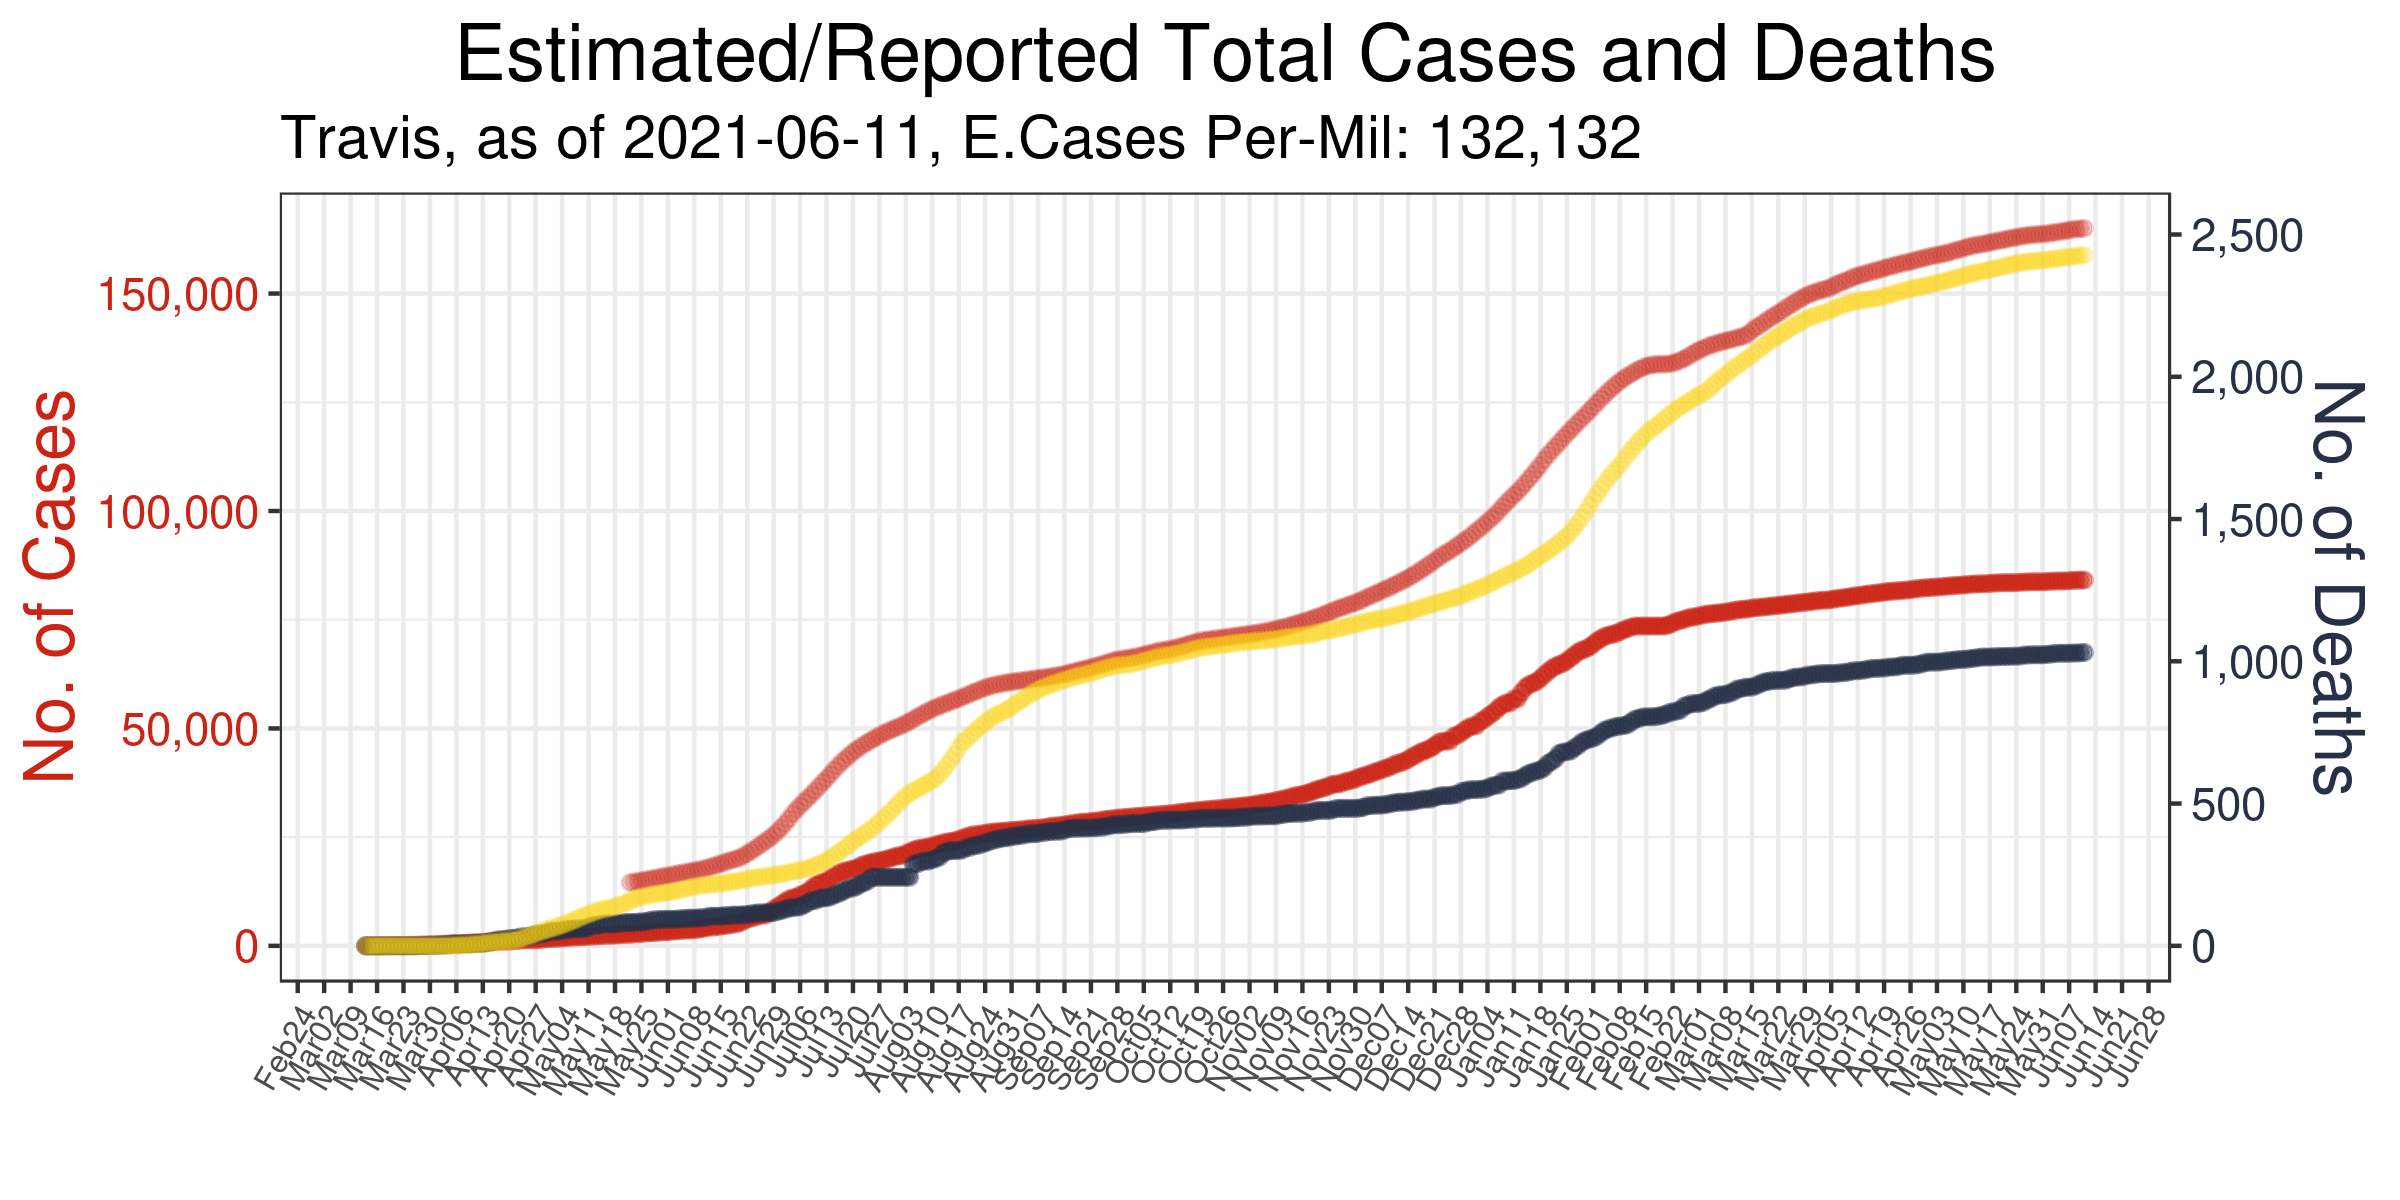 Estimated/Reported Total Cases and Deaths
Travis, as of 2021-06-11, E.Cases Per-Mil: 132,132
No. of Cases
150,000
100,000
50,000
0
2,500
2,000
1,500
1,000
500
0
No. of Deaths
Feb24
Mar02
Mar09
Mar16
Mar23
Mar30
Apr06
Apr13
Apr20
Apr27
May04
May11
May18
May25
Jun01
Jun08
Jun15
Jun22
Jun29
Jul06
Jul13
Jul20
Jul27
Aug03
Aug10
Aug17
Aug24
Aug31
Sep07
Sep14
Sep21
Sep28
Oct05
Oct12
Oct19
Oct26
Nov02
Nov09
Nov16
Nov23
Nov30
Dec07
Dec14
Dec21
Dec28
Jan04
Jan11
Jan18
Jan25
Feb01
Feb08
Feb15
Feb22
Mar01
Mar08
Mar15
Mar22
Mar29
Apr05
Apr12
Apr19
Apr26
May03
May10
May17
May24
May31
Jun07
Jun14
Jun21
Jun28